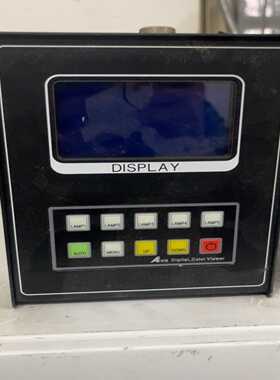 DISPLAY
LAMP1 LAMP2 LAMP3 LAMP4 LAMP5
AUTO MENU UP DOWN
Digital Color Viewer